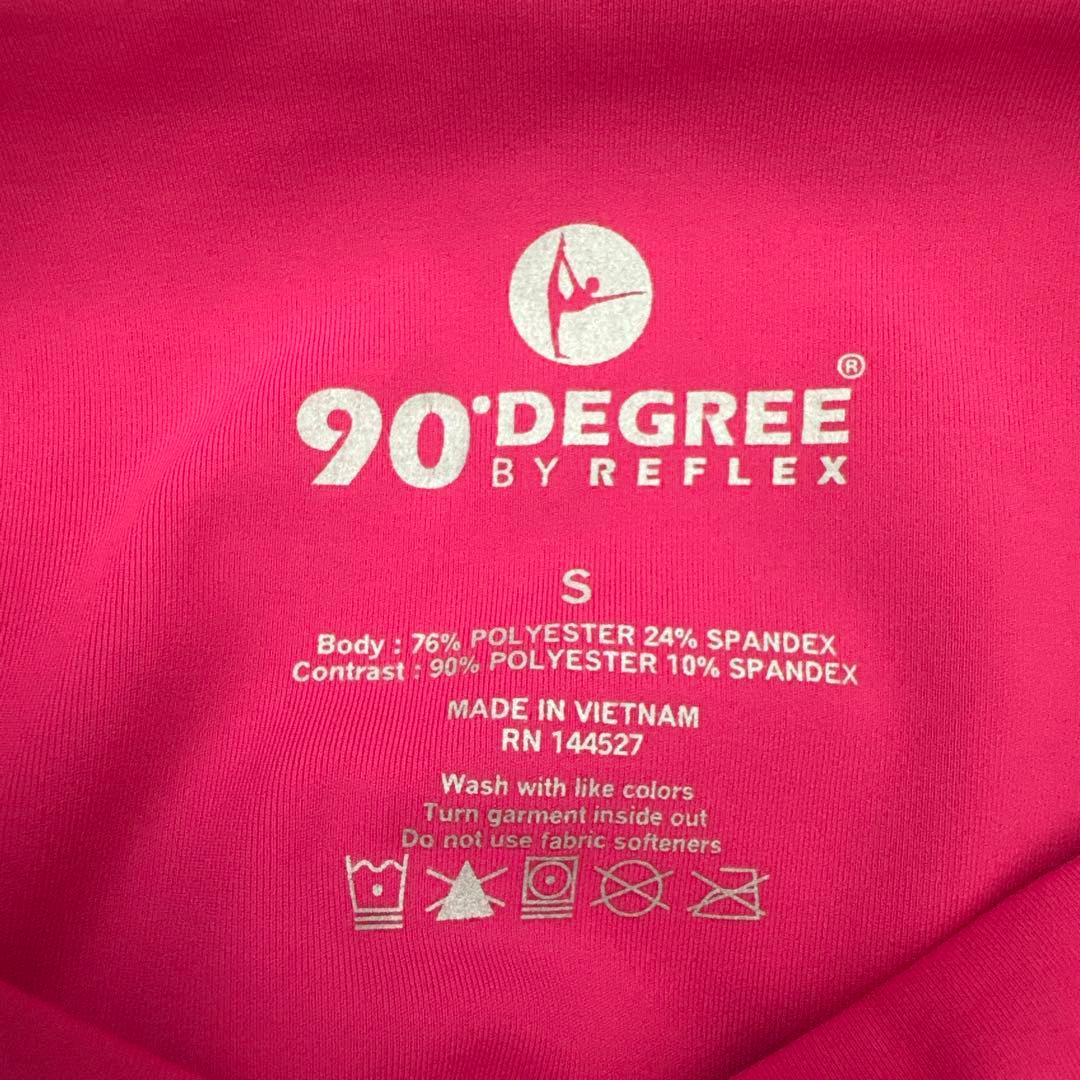 90°DEGREE®
BY REFLEX
S
Body : 76% POLYESTER 24% SPANDEX
Contrast : 90% POLYESTER 10% SPANDEX
MADE IN VIETNAM
RN 144527
Wash with like colors
Turn garment inside out
Do not use fabric softeners